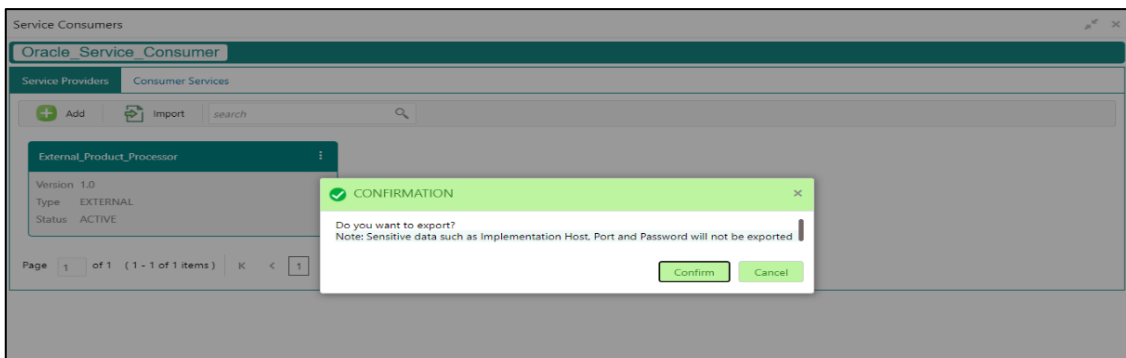 Service Consumers
Oracle_Service_Consumer
Service Providers Consumer Services
Add Import search
External_Product_Processor
Version 1.0
Type EXTERNAL
Status ACTIVE
Page 1 of 1 (1 - 1 of 1 items) K < 1
CONFIRMATION ×
Do you want to export?
Note: Sensitive data such as Implementation Host, Port and Password will not be exported
Confirm Cancel